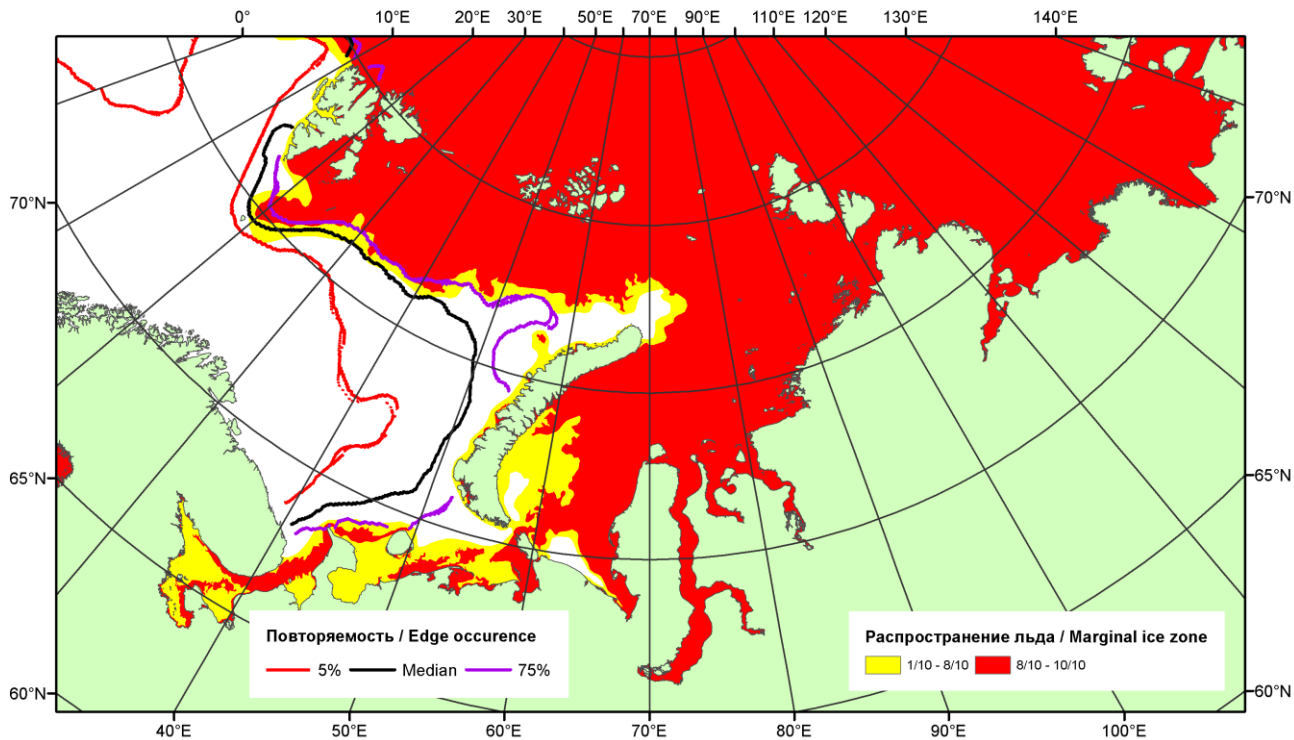 0° 10°E 20°E 30°E 50°E 70°E 90°E 110°E 120°E 130°E 140°E
70°N 70°N
65°N 65°N
60°N 60°N
Повторяемость / Edge occurence
5% Median 75%
Распространение льда / Marginal ice zone
1/10 - 8/10 8/10 - 10/10
40°E 50°E 60°E 70°E 80°E 90°E 100°E